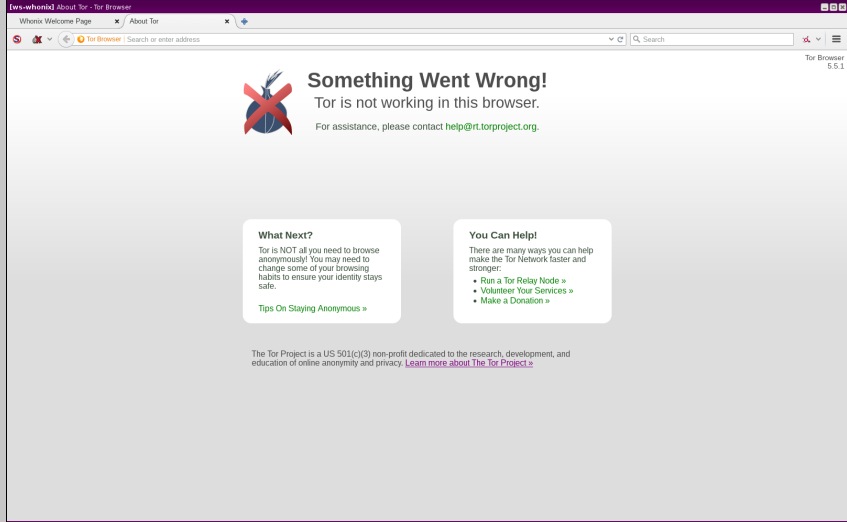 [ws-whonix] About Tor - Tor Browser
Whonix Welcome Page
About Tor
Tor Browser Search or enter address
Search
Tor Browser
5.5.1
Something Went Wrong!
Tor is not working in this browser.
For assistance, please contact help@rt.torproject.org.
What Next?
Tor is NOT all you need to browse
anonymously! You may need to
change some of your browsing
habits to ensure your identity stays
safe.
Tips On Staying Anonymous »
You Can Help!
There are many ways you can help
make the Tor Network faster and
stronger:
• Run a Tor Relay Node »
• Volunteer Your Services »
• Make a Donation »
The Tor Project is a US 501(c)(3) non-profit dedicated to the research, development, and
education of online anonymity and privacy. Learn more about The Tor Project »